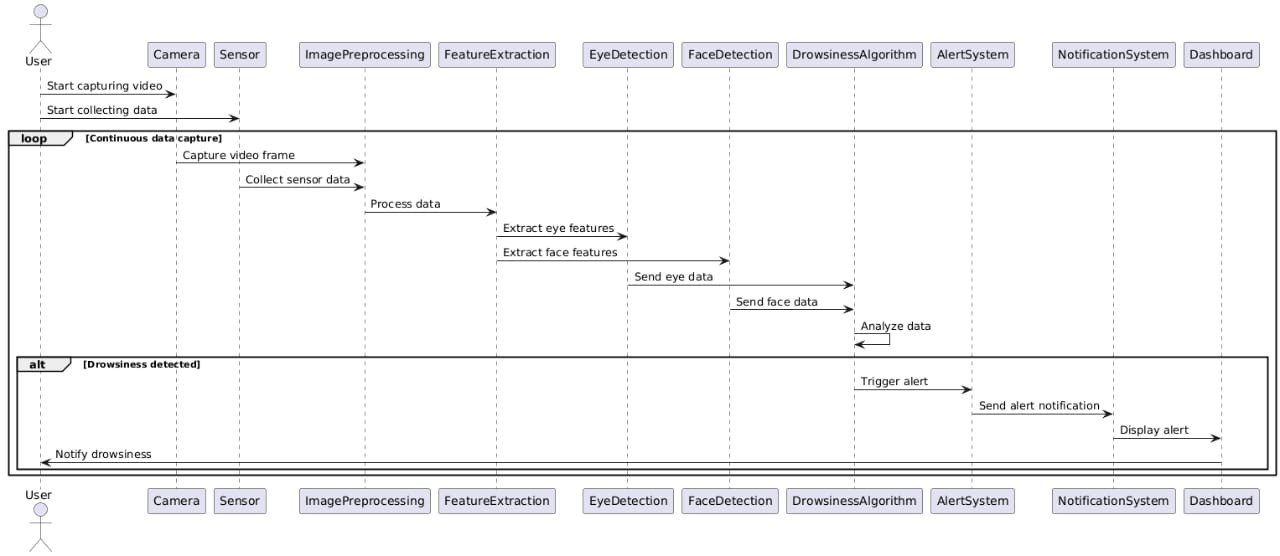 User
Camera
Sensor
ImagePreprocessing
FeatureExtraction
EyeDetection
FaceDetection
DrowsinessAlgorithm
AlertSystem
NotificationSystem
Dashboard
Start capturing video
Start collecting data
loop
[Continuous data capture]
Capture video frame
Collect sensor data
Process data
Extract eye features
Extract face features
Send eye data
Send face data
Analyze data
alt
[Drowsiness detected]
Trigger alert
Send alert notification
Display alert
Notify drowsiness
User
Camera
Sensor
ImagePreprocessing
FeatureExtraction
EyeDetection
FaceDetection
DrowsinessAlgorithm
AlertSystem
NotificationSystem
Dashboard